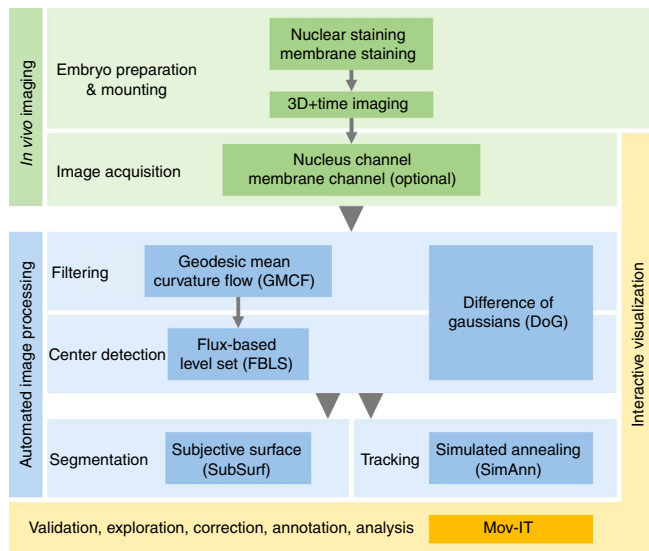 In vivo imaging
Embryo preparation
& mounting
Nuclear staining
membrane staining
3D+time imaging
Image acquisition
Nucleus channel
membrane channel (optional)
Automated image processing
Filtering
Geodesic mean
curvature flow (GMCF)
Difference of
gaussians (DoG)
Center detection
Flux-based
level set (FBLS)
Segmentation
Subjective surface
(SubSurf)
Tracking
Simulated annealing
(SimAnn)
Interactive visualization
Validation, exploration, correction, annotation, analysis
Mov-IT